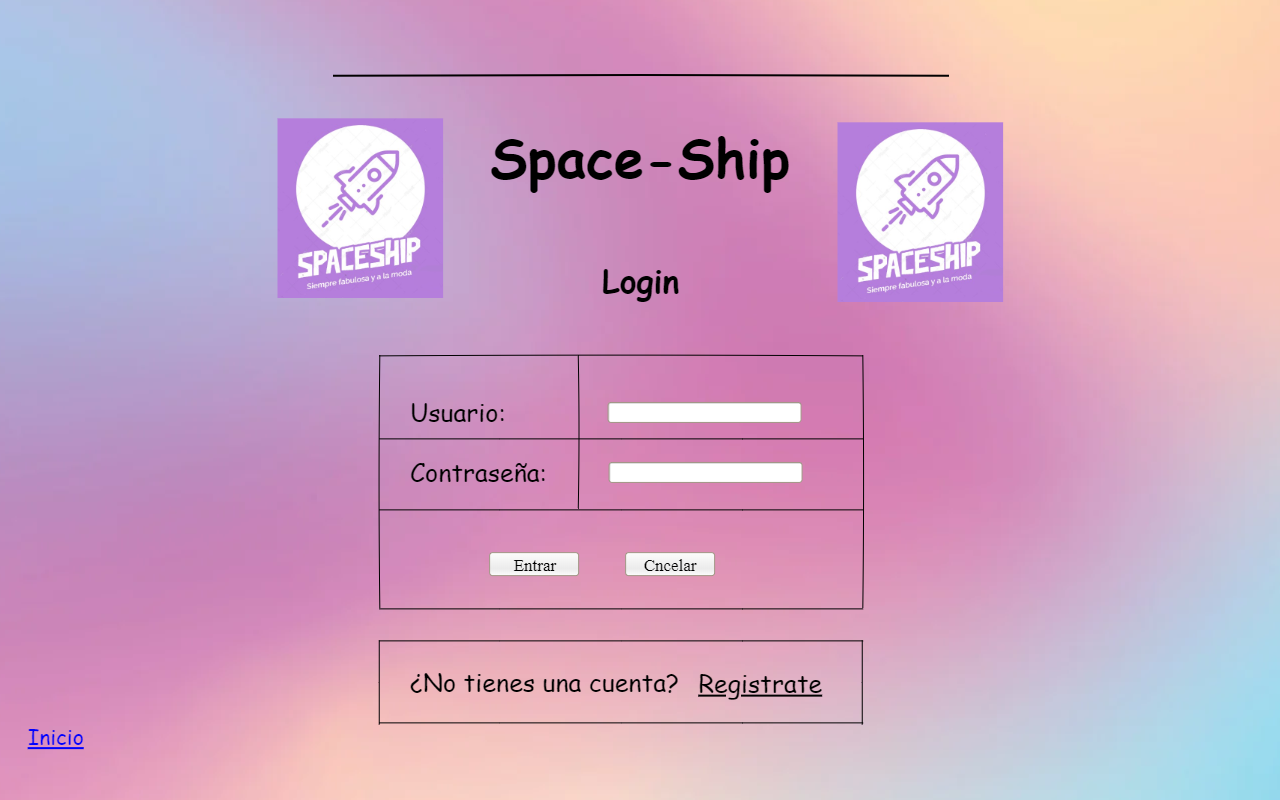 Space-Ship
SPACESHIP
Siempre fabulosa y a la moda
SPACESHIP
Siempre fabulosa y a la moda
Login
Usuario:
Contraseña:
Entrar Cncelar
¿No tienes una cuenta? Registrate
Inicio